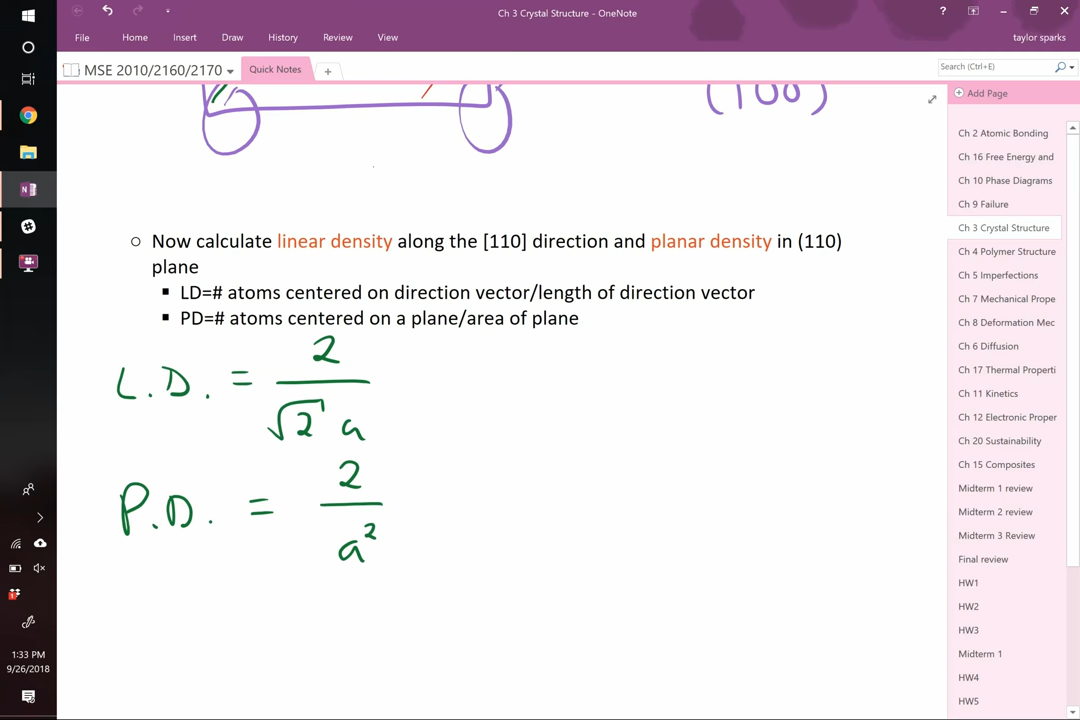 Ch 3 Crystal Structure - OneNote
?
File Home Insert Draw History Review View
taylor sparks
MSE 2010/2160/2170
Quick Notes
+
Search (Ctrl+E)
(100)
Add Page
Ch 2 Atomic Bonding
Ch 16 Free Energy and
Ch 10 Phase Diagrams
Ch 9 Failure
Ch 3 Crystal Structure
Ch 4 Polymer Structure
Ch 5 Imperfections
Ch 7 Mechanical Prope
Ch 8 Deformation Mec
Ch 6 Diffusion
Ch 17 Thermal Properti
Ch 11 Kinetics
Ch 12 Electronic Proper
Ch 20 Sustainability
Ch 15 Composites
Midterm 1 review
Midterm 2 review
Midterm 3 Review
Final review
HW1
HW2
HW3
Midterm 1
HW4
HW5
○ Now calculate linear density along the [110] direction and planar density in (110)
plane
▪ LD=# atoms centered on direction vector/length of direction vector
▪ PD=# atoms centered on a plane/area of plane
L.D. = 2
√2 a
P.D. = 2
a²
1:33 PM
9/26/2018